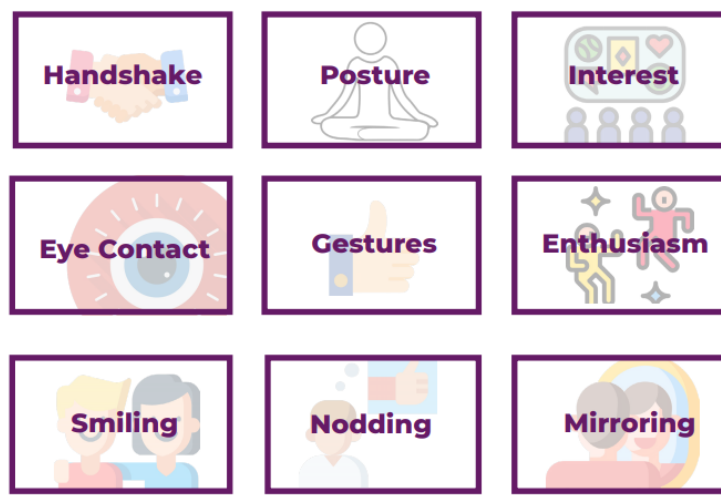 Handshake
Posture
Interest
Eye Contact
Gestures
Enthusiasm
Smiling
Nodding
Mirroring